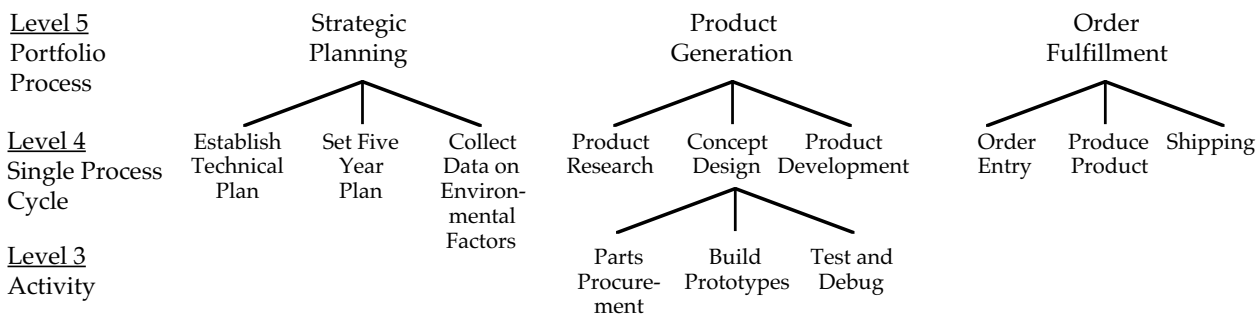 Level 5
Portfolio
Process
Strategic
Planning
Product
Generation
Order
Fulfillment
Level 4
Single Process
Cycle
Establish
Technical
Plan
Set Five
Year
Plan
Collect
Data on
Environ-
mental
Factors
Product
Research
Concept
Design
Product
Development
Order
Entry
Produce
Product
Shipping
Level 3
Activity
Parts
Procure-
ment
Build
Prototypes
Test and
Debug